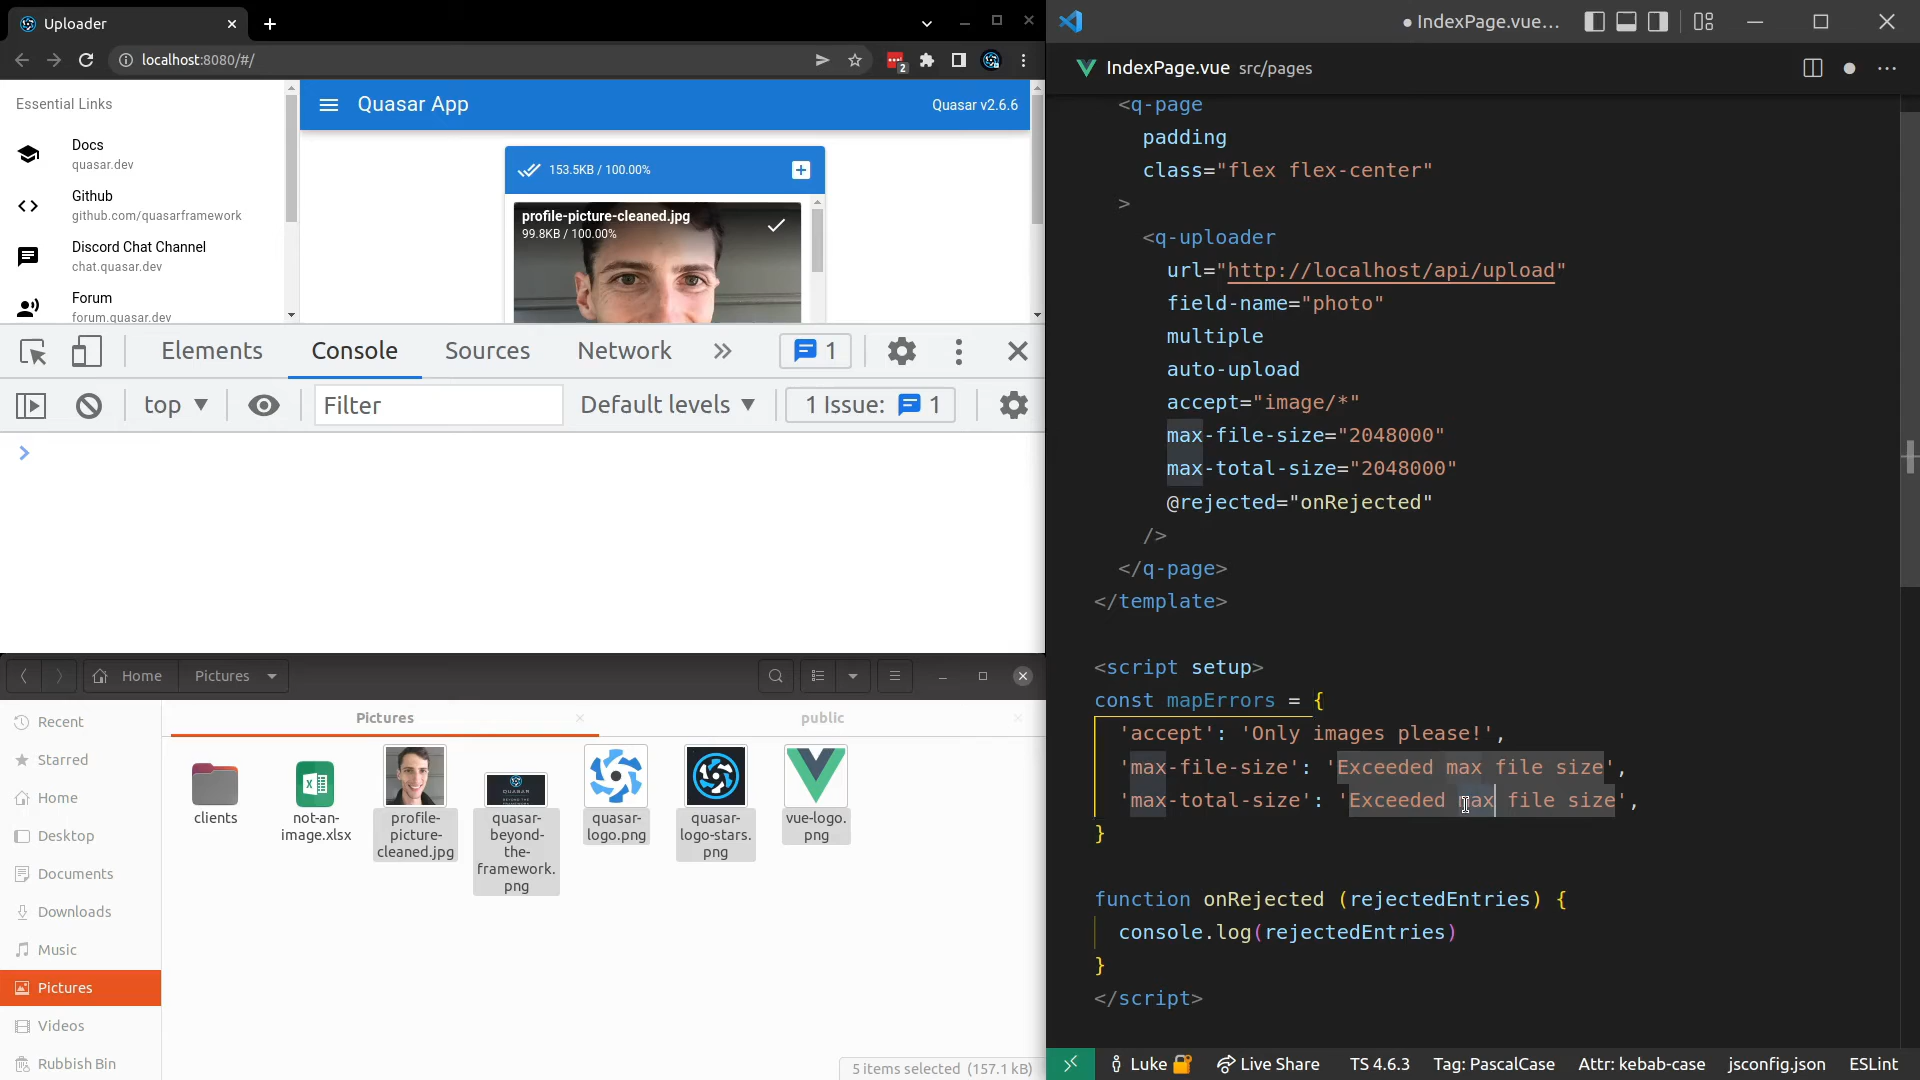 Uploader
localhost:8080/#/
2
Essential Links
Docs
quasar.dev
Github
github.com/quasarframework
Discord Chat Channel
chat.quasar.dev
Forum
forum.quasar.dev
Quasar App
Quasar v2.6.6
153.5KB / 100.00%
profile-picture-cleaned.jpg
99.8KB / 100.00%
Elements
Console
Sources
Network
1
top
Filter
Default levels
1 Issue:
1
Home
Pictures
Recent
Starred
Home
Desktop
Documents
Downloads
Music
Pictures
Videos
Rubbish Bin
Pictures
public
clients
not-an-
image.xlsx
profile-
picture-
cleaned.jpg
quasar-
beyond-
the-
framework.
png
quasar-
logo.png
quasar-
logo-stars.
png
vue-logo.
png
5 items selected (157.1 kB)
IndexPage.vue...
IndexPage.vue src/pages
<q-page
padding
class="flex flex-center"
>
<q-uploader
url="http://localhost/api/upload"
field-name="photo"
multiple
auto-upload
accept="image/*"
max-file-size="2048000"
max-total-size="2048000"
@rejected="onRejected"
/>
</q-page>
</template>
<script setup>
const mapErrors = {
'accept': 'Only images please!',
'max-file-size': 'Exceeded max file size',
'max-total-size': 'Exceeded max file size',
}
function onRejected (rejectedEntries) {
console.log(rejectedEntries)
}
</script>
Luke
Live Share
TS 4.6.3
Tag: PascalCase
Attr: kebab-case
jsconfig.json
ESLint